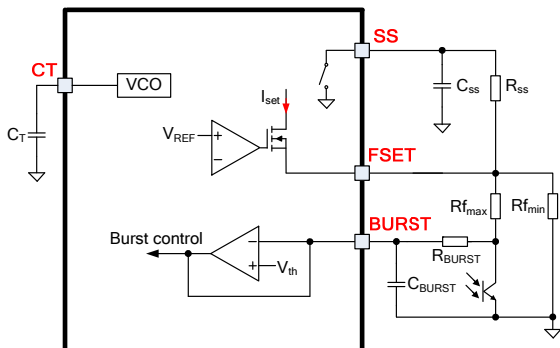 SS
CT
VCO
C_T
I_set
C_ss
R_ss
V_REF
+
−
FSET
Rf_max
Rf_min
BURST
Burst control
−
+
V_th
R_BURST
C_BURST